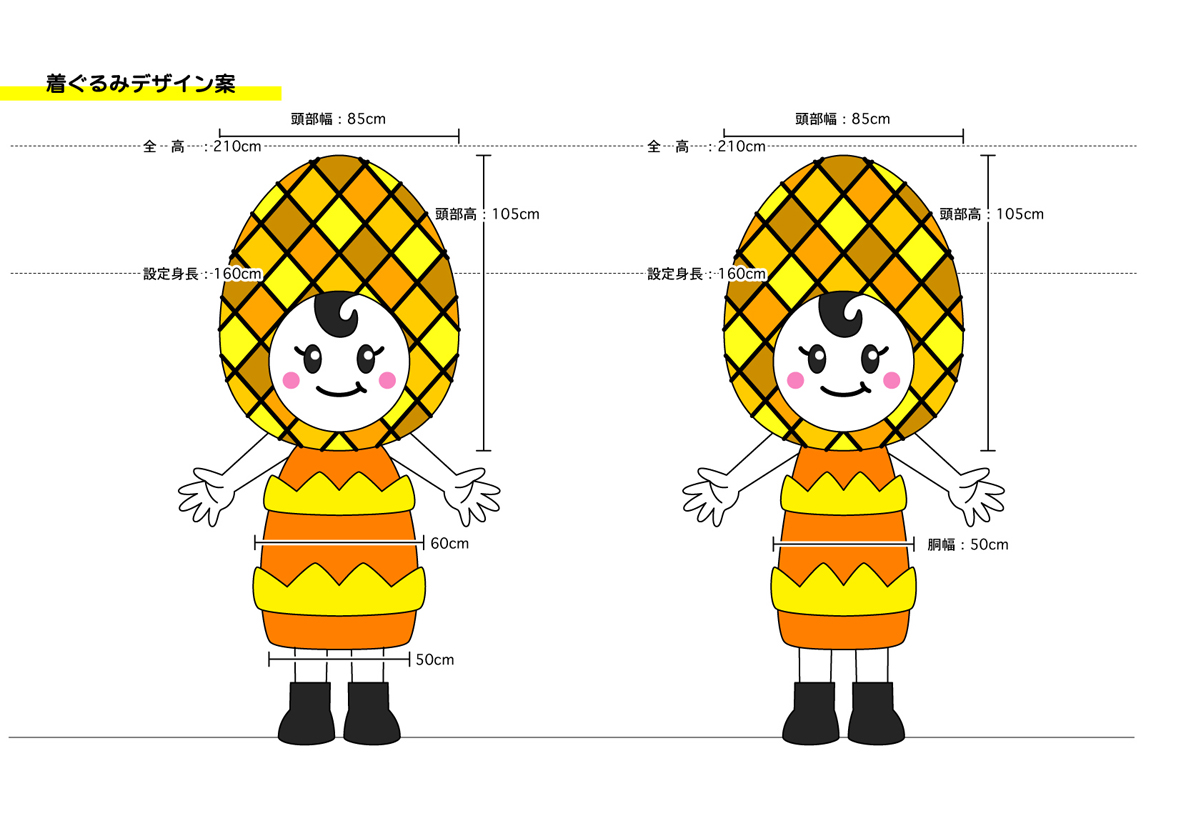 着ぐるみデザイン案
頭部幅：85cm
全　高　：210cm
頭部高：105cm
設定身長：160cm
60cm
50cm
頭部幅：85cm
全　高　：210cm
頭部高：105cm
設定身長：160cm
胴幅：50cm